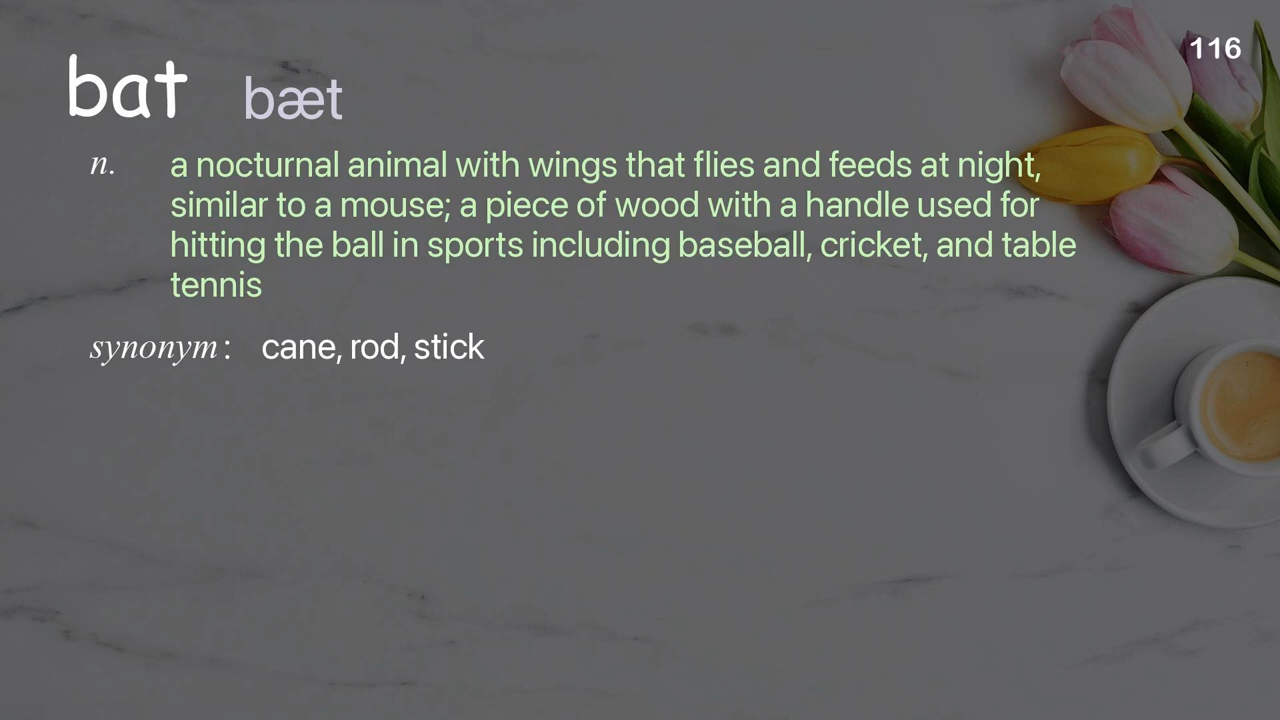 116
bat bæt
n. a nocturnal animal with wings that flies and feeds at night,
similar to a mouse; a piece of wood with a handle used for
hitting the ball in sports including baseball, cricket, and table
tennis
synonym: cane, rod, stick